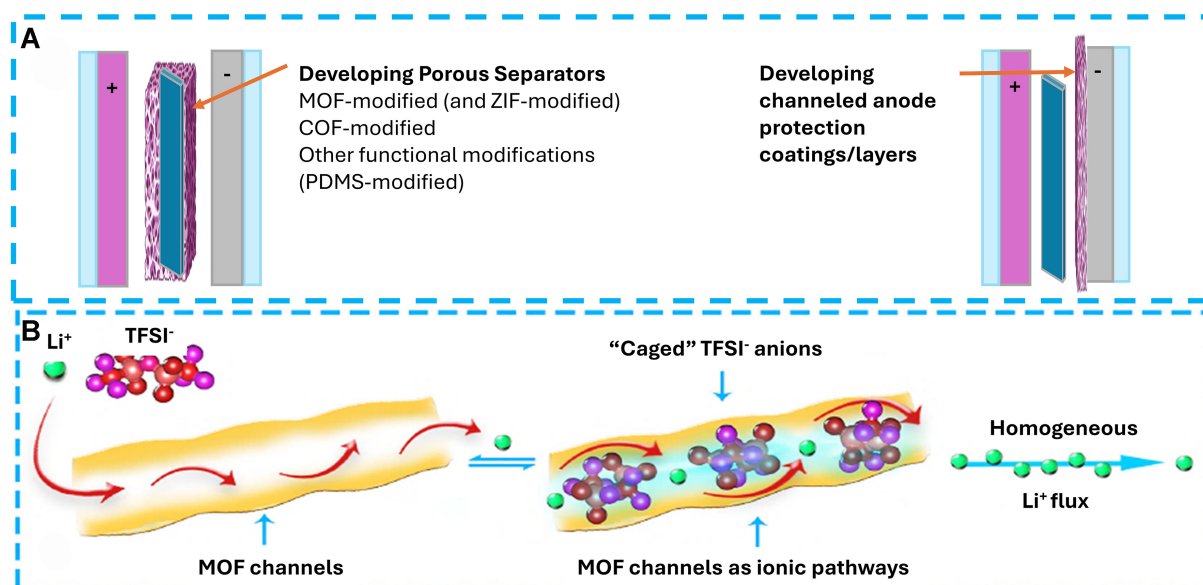 A
+
-
Developing Porous Separators
MOF-modified (and ZIF-modified)
COF-modified
Other functional modifications
(PDMS-modified)
Developing
channeled anode
protection
coatings/layers
+
-
B
Li⁺
TFSI⁻
MOF channels
“Caged” TFSI⁻ anions
MOF channels as ionic pathways
Homogeneous
Li⁺ flux